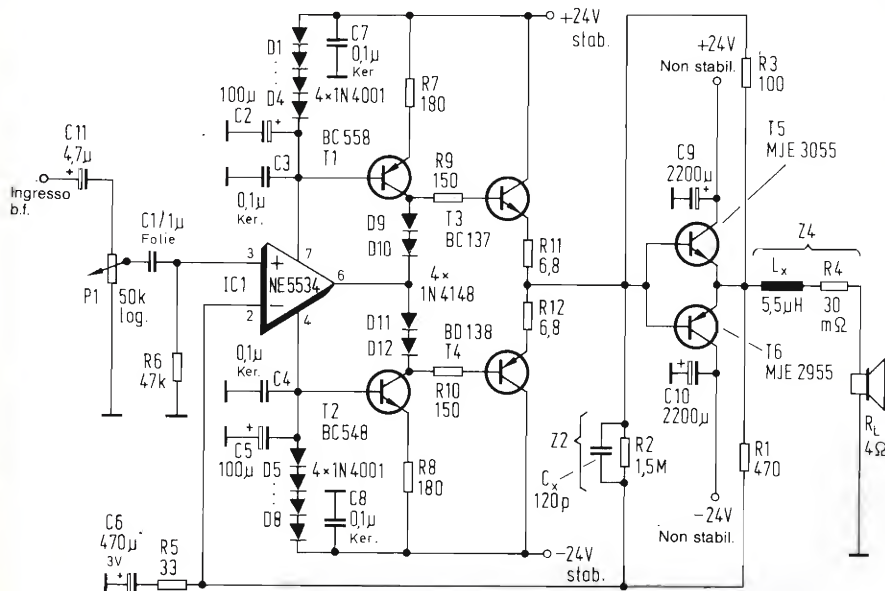 +24V
stab.
D1
D4
4×1N4001
C7
0,1µ
Ker.
R7
180
+24V
Non stabil.
R3
100
100µ
C2
+
C3
0,1µ
Ker.
BC558
T1
R9
150
T3
BC137
C11
4,7µ
+
Ingresso
b.f.
C1/1µ
Folie
P1
50k
log.
R6
47k
3
+
7
IC1
NE5534
6
−
2
4
D9
D10
4×
1N4148
D11
D12
R11
6,8
R12
6,8
BD138
T4
R10
150
C9
2200µ
+
T5
MJE 3055
Z4
Lx
5,5µH
R4
30
mΩ
T6
MJE 2955
+
C10
2200µ
RL
4Ω
0,1µ
Ker.
C4
T2
BC548
+
C5
100µ
D5
D8
4×1N4001
C8
0,1µ
Ker.
R8
180
Z2
Cx
120p
R2
1,5M
R1
470
−24V
Non stabil.
−24V
stab.
C6
470µ
3V
+
R5
33